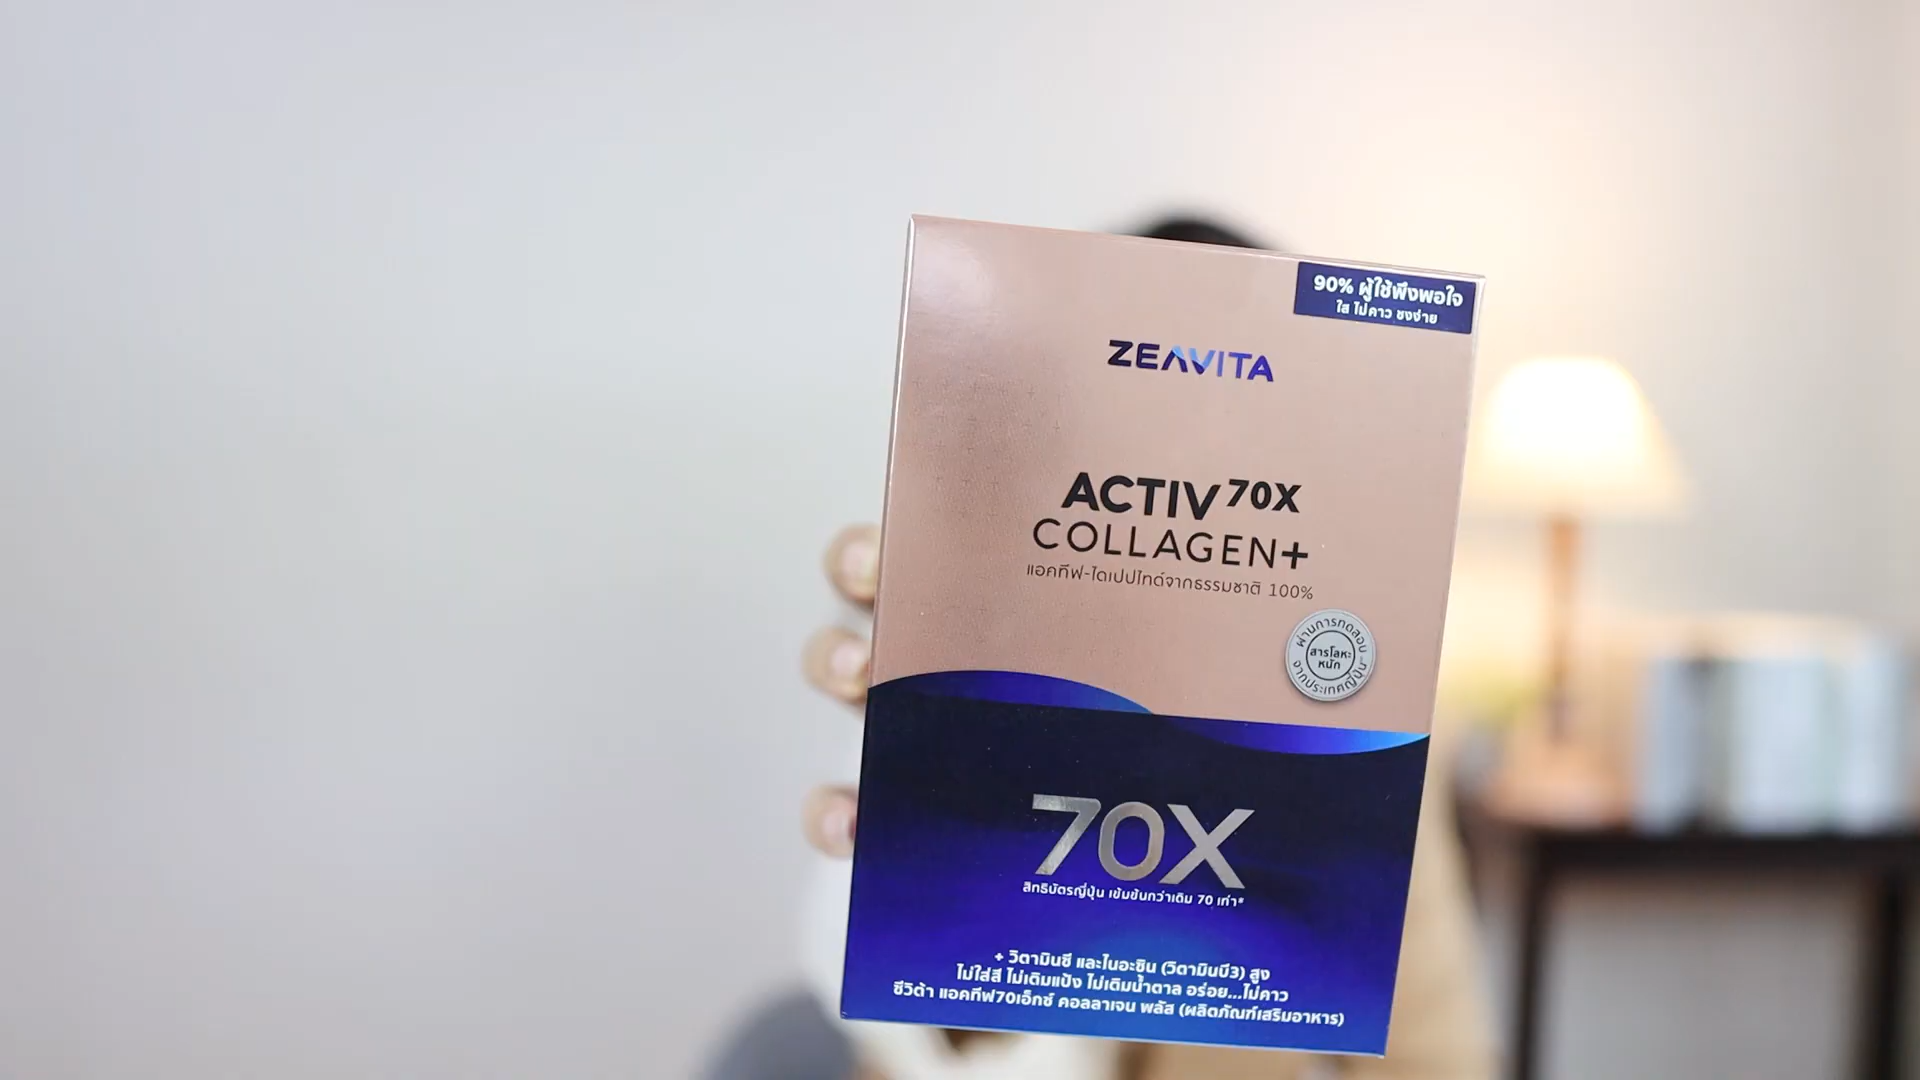 90% ผู้ใช้พึงพอใจ
ใส ไม่คาว ชงง่าย
ZEAVITA
ACTIV 70X
COLLAGEN+
แอคทีฟ-ไดเปปไทด์จากธรรมชาติ 100%
ผ่านการทดสอบ
สารโลหะ
หนัก
จากประเทศญี่ปุ่น
70X
สิทธิบัตรญี่ปุ่น เข้มข้นกว่าเดิม 70 เท่า*
+ วิตามินซี และไนอะซิน (วิตามินบี3) สูง
ไม่ใส่สี ไม่เติมแป้ง ไม่เติมน้ำตาล อร่อย...ไม่คาว
ซีวิต้า แอคทีฟ70เอ็กซ์ คอลลาเจน พลัส (ผลิตภัณฑ์เสริมอาหาร)